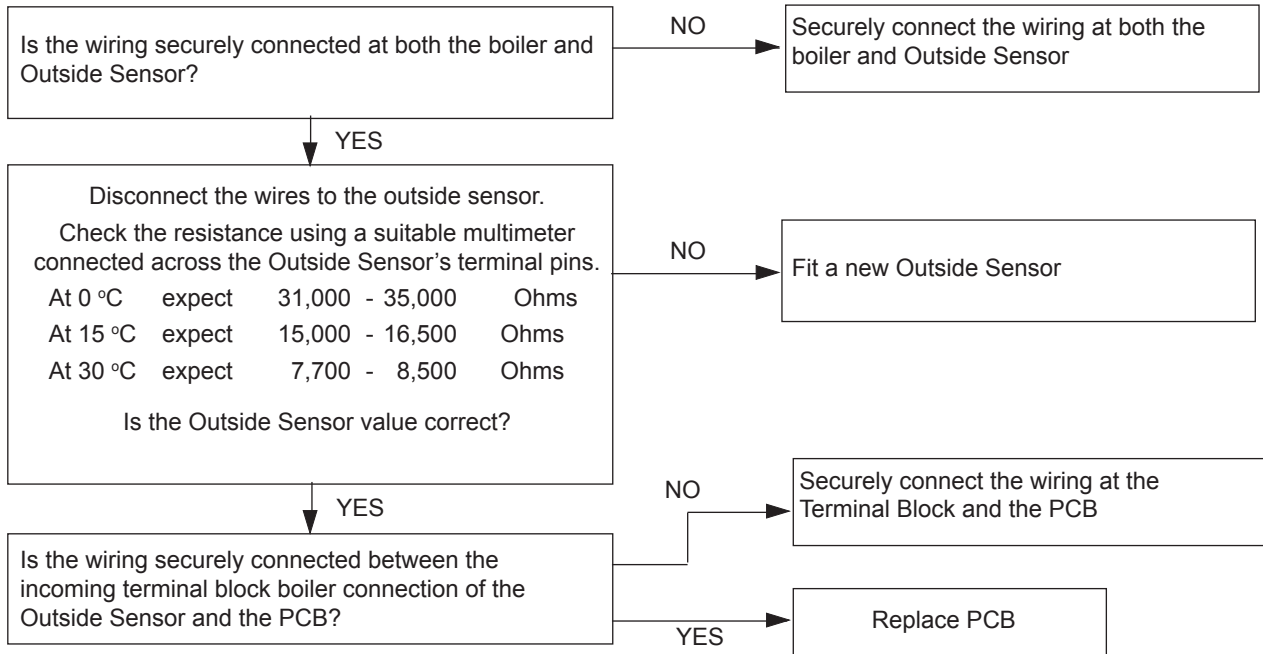 Is the wiring securely connected at both the boiler and
Outside Sensor?
NO
Securely connect the wiring at both the
boiler and Outside Sensor
YES
Disconnect the wires to the outside sensor.
Check the resistance using a suitable multimeter
connected across the Outside Sensor's terminal pins.
At 0 °C expect 31,000 - 35,000 Ohms
At 15 °C expect 15,000 - 16,500 Ohms
At 30 °C expect 7,700 - 8,500 Ohms
Is the Outside Sensor value correct?
NO
Fit a new Outside Sensor
YES
Is the wiring securely connected between the
incoming terminal block boiler connection of the
Outside Sensor and the PCB?
NO
Securely connect the wiring at the
Terminal Block and the PCB
YES
Replace PCB